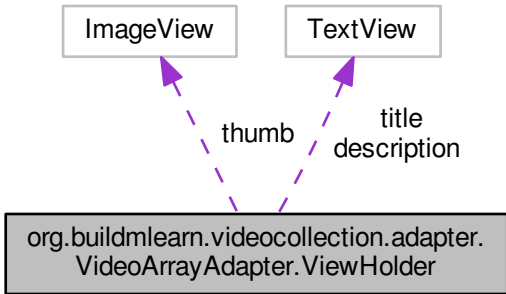 ImageView
TextView
thumb
title
description
org.buildmlearn.videocollection.adapter.
VideoArrayAdapter.ViewHolder